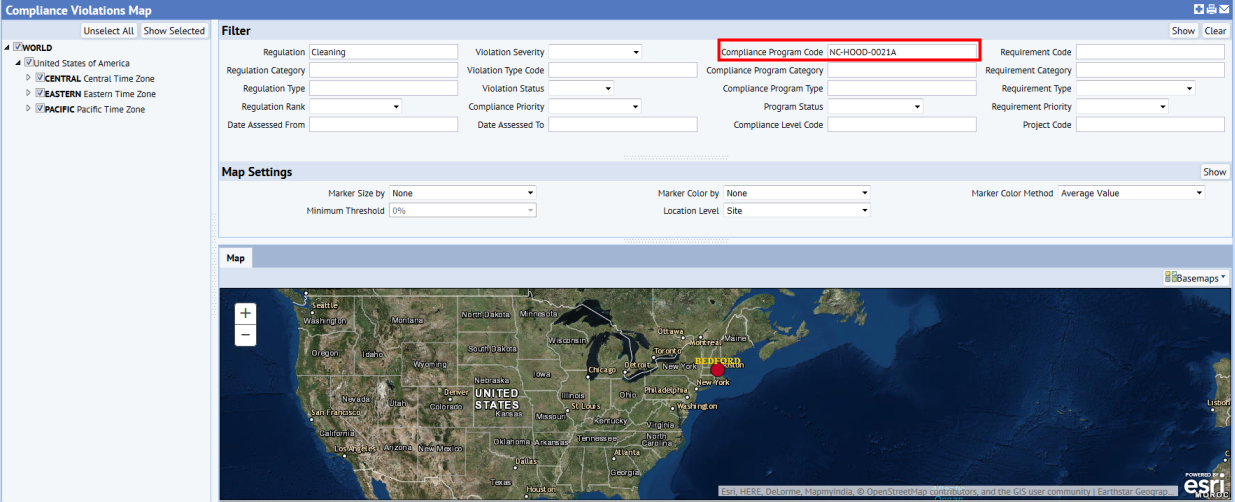 Compliance Violations Map
Unselect All Show Selected
WORLD
United States of America
CENTRAL Central Time Zone
EASTERN Eastern Time Zone
PACIFIC Pacific Time Zone
Filter Show Clear
Regulation Cleaning Violation Severity Compliance Program Code NC-HOOD-0021A Requirement Code
Regulation Category Violation Type Code Compliance Program Category Requirement Category
Regulation Type Violation Status Compliance Program Type Requirement Type
Regulation Rank Compliance Priority Program Status Requirement Priority
Date Assessed From Date Assessed To Compliance Level Code Project Code
Map Settings Show
Marker Size by None Marker Color by None Marker Color Method Average Value
Minimum Threshold 0% Location Level Site
Map
Basemaps
+
−
Seattle
Washington Montana North Dakota Minnesota
Ottawa
Montreal Maine
Oregon Idaho South Dakota Wisconsin Toronto
Wyoming Chicago Detroit New York BEDFORD
Nebraska Iowa New York
Nevada Utah Denver UNITED STATES Illinois Ohio Philadelphia
Colorado Kansas St Louis Washington
San Francisco Missouri Kentucky Virginia
California Oklahoma Arkansas Tennessee North Carolina
Los Angeles Arizona New Mexico Atlanta
Dallas Georgia
Texas
Houston
Lisbon
POWERED BY
esri
Esri, HERE, DeLorme, MapmyIndia, © OpenStreetMap contributors, and the GIS user community | Earthstar Geograp...